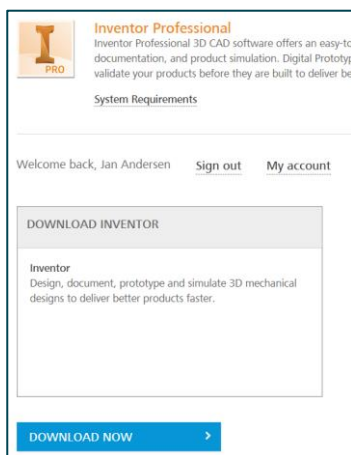 Inventor Professional
Inventor Professional 3D CAD software offers an easy-to
documentation, and product simulation. Digital Prototyp
validate your products before they are built to deliver be
PRO
System Requirements
Welcome back, Jan Andersen Sign out My account
DOWNLOAD INVENTOR
Inventor
Design, document, prototype and simulate 3D mechanical
designs to deliver better products faster.
DOWNLOAD NOW